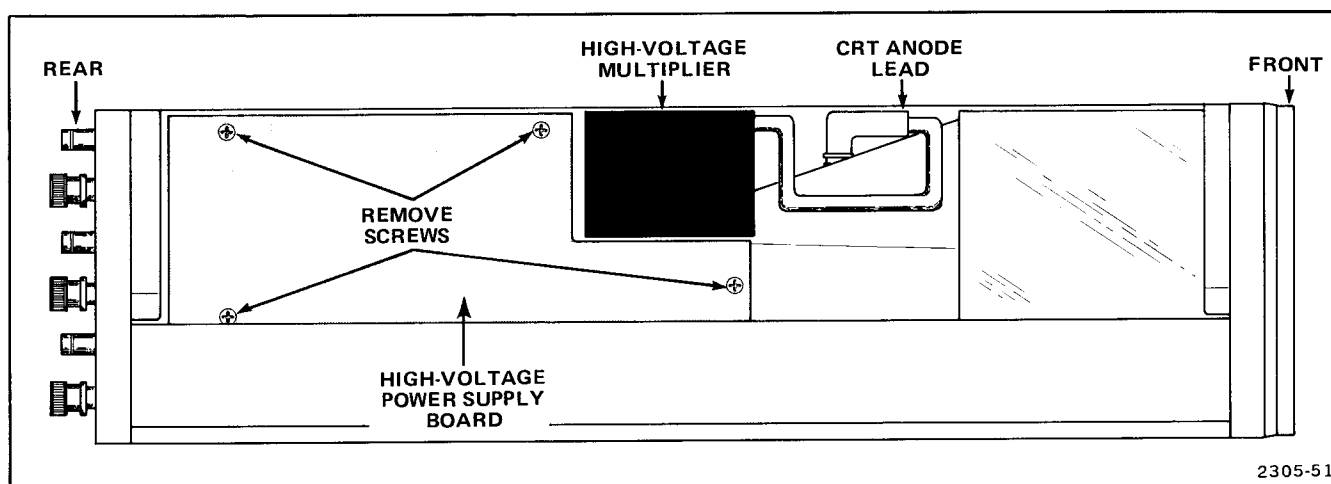 REAR
HIGH-VOLTAGE
MULTIPLIER
CRT ANODE
LEAD
FRONT
REMOVE
SCREWS
HIGH-VOLTAGE
POWER SUPPLY
BOARD
2305-51